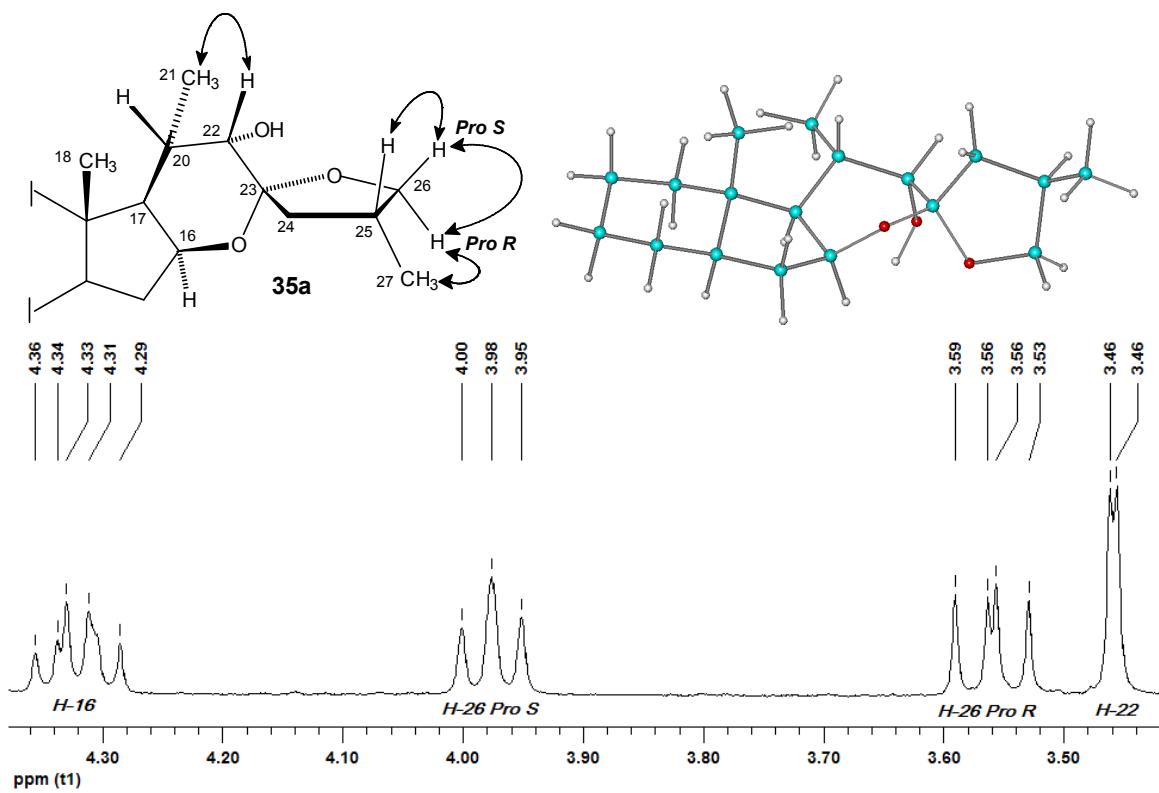 21 CH3 H
H 22 OH Pro S
18 CH3 20 H H
O 26
23
I 17 24 25 H Pro R
16 O 27 CH3
I H 35a
4.36 4.34 4.33 4.31 4.29 4.00 3.98 3.95 3.59 3.56 3.56 3.53 3.46 3.46
H-16 H-26 Pro S H-26 Pro R H-22
4.30 4.20 4.10 4.00 3.90 3.80 3.70 3.60 3.50
ppm (t1)